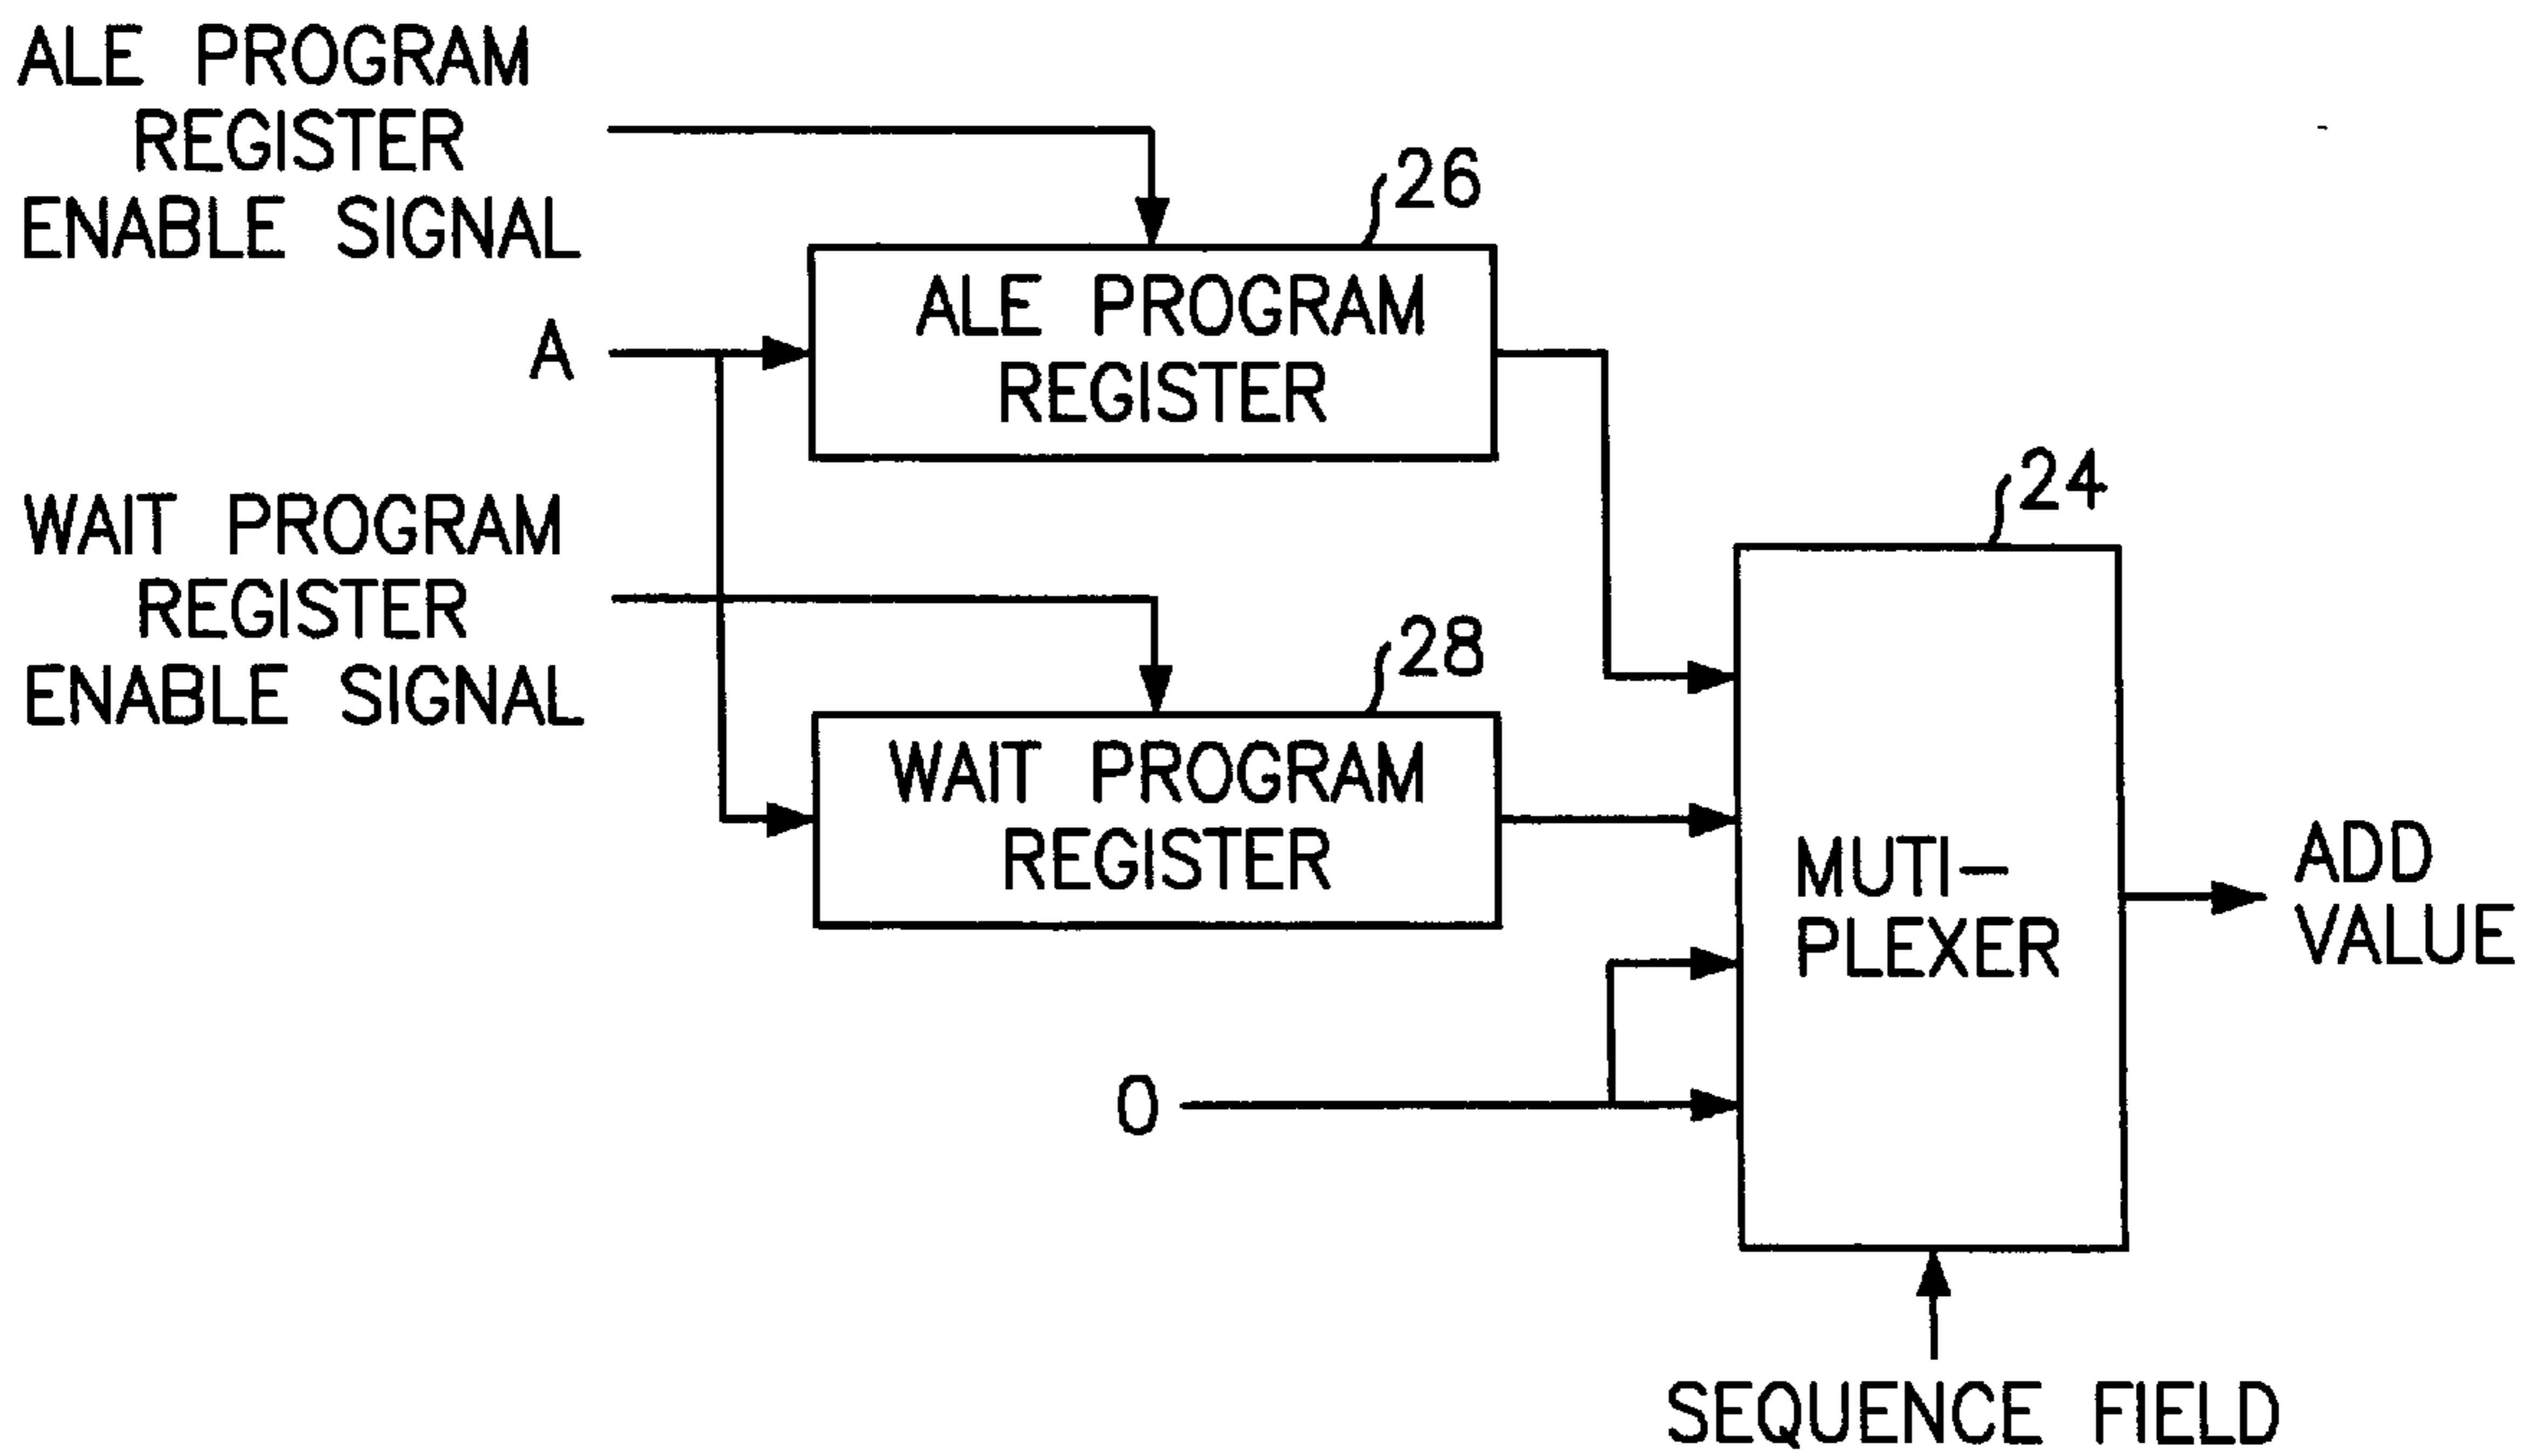 ALE PROGRAM
REGISTER
ENABLE SIGNAL
26
ALE PROGRAM
REGISTER
A
WAIT PROGRAM
REGISTER
ENABLE SIGNAL
28
WAIT PROGRAM
REGISTER
24
MUTI-
PLEXER
ADD
VALUE
0
SEQUENCE FIELD